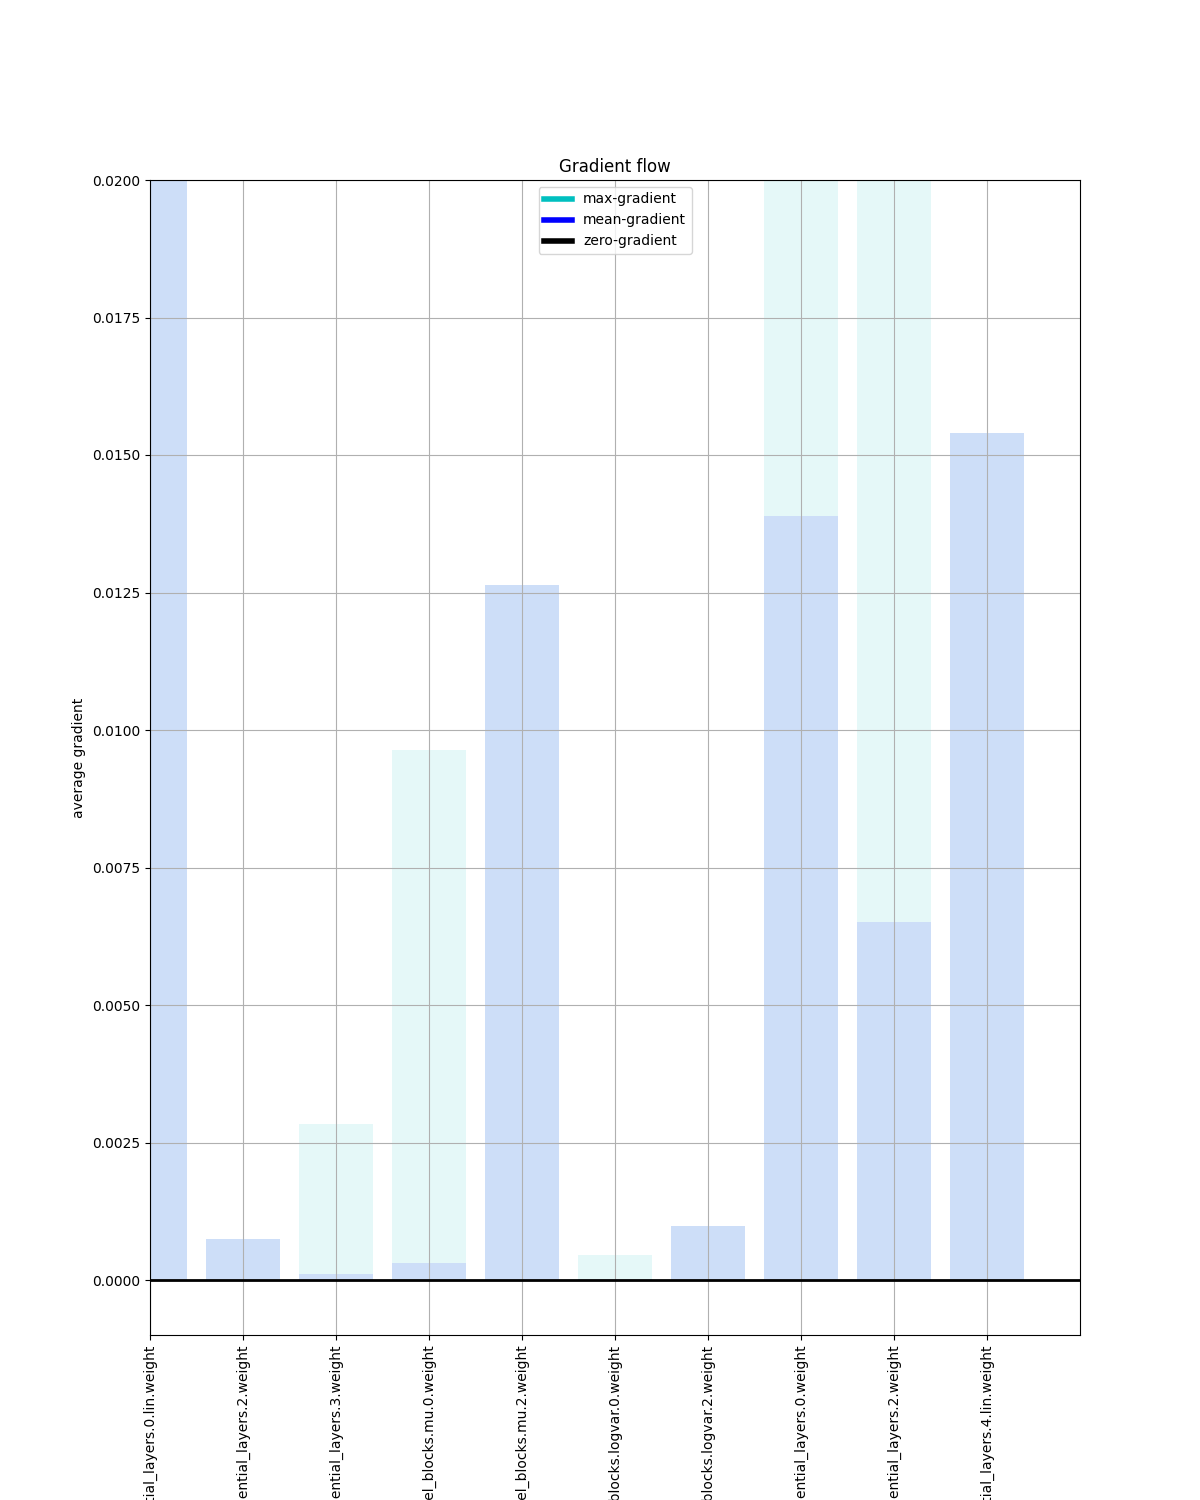 Gradient flow
max-gradient
mean-gradient
zero-gradient
0.0200
0.0175
0.0150
0.0125
0.0100
0.0075
0.0050
0.0025
0.0000
average gradient
tial_layers.0.lin.weight
ential_layers.2.weight
ential_layers.3.weight
el_blocks.mu.0.weight
el_blocks.mu.2.weight
blocks.logvar.0.weight
blocks.logvar.2.weight
ential_layers.0.weight
ential_layers.2.weight
tial_layers.4.lin.weight